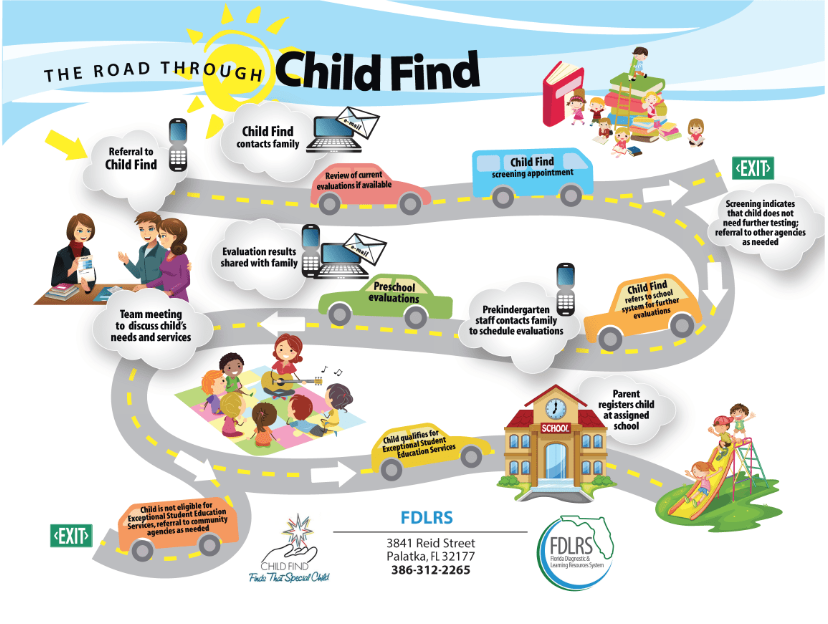 THE ROAD THROUGH Child Find
Referral to
Child Find
Child Find
contacts family
e-mail
Review of current
evaluations if available
Child Find
screening appointment
‹EXIT›
Screening indicates
that child does not
need further testing;
referral to other agencies
as needed
Child Find
refers to school
system for further
evaluations
Prekindergarten
staff contacts family
to schedule evaluations
Preschool
evaluations
Evaluation results
shared with family
e-mail
Team meeting
to discuss child's
needs and services
Child qualifies for
Exceptional Student
Education Services
SCHOOL
Parent
registers child
at assigned
school
‹EXIT›
Child is not eligible for
Exceptional Student Education
Services, referral to community
agencies as needed
CHILD FIND
Finds That Special Child
FDLRS
3841 Reid Street
Palatka, FL 32177
386-312-2265
FDLRS
Florida Diagnostic &
Learning Resources System